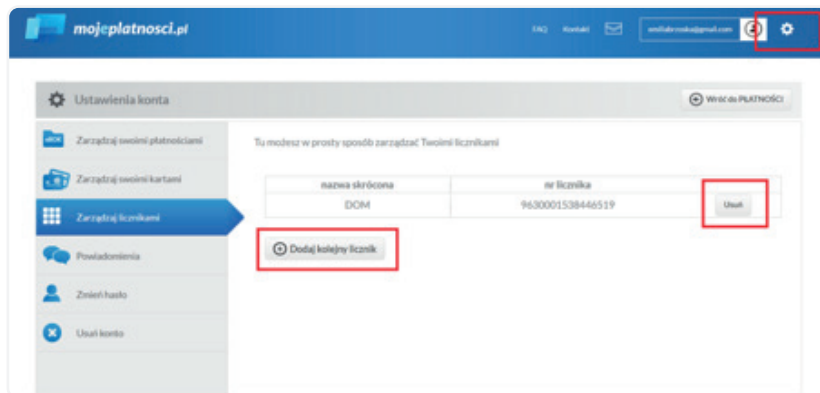 mojeplatnosci.pl
FAQ Kontakt
Ustawienia konta
Wróć do PŁATNOŚCI
Zarządzaj swoimi płatnościami
Zarządzaj swoimi kartami
Zarządzaj licznikami
Powiadomienia
Zmień hasło
Usuń konto
Tu możesz w prosty sposób zarządzać Twoimi licznikami
nazwa skrócona nr licznika
DOM 9630001538446519 Usuń
Dodaj kolejny licznik